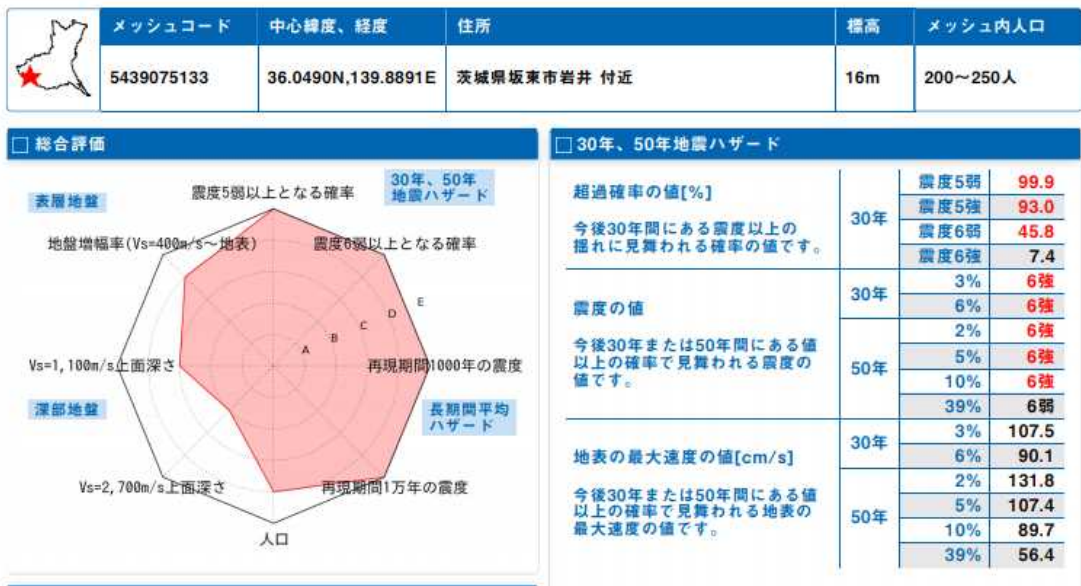 メッシュコード 中心緯度、経度 住所 標高 メッシュ内人口
5439075133 36.0490N,139.8891E 茨城県坂東市岩井 付近 16m 200～250人
総合評価
表層地盤
震度5弱以上となる確率
30年、50年
地震ハザード
地盤増幅率(Vs=400m/s～地表)
震度6弱以上となる確率
E
D
C
B
A
Vs=1,100m/s上面深さ
再現期間1000年の震度
深部地盤
長期間平均
ハザード
Vs=2,700m/s上面深さ
再現期間1万年の震度
人口
30年、50年地震ハザード
超過確率の値[%]
今後30年間にある震度以上の
揺れに見舞われる確率の値です。
30年
震度5弱 99.9
震度5強 93.0
震度6弱 45.8
震度6強 7.4
震度の値
今後30年または50年間にある値
以上の確率で見舞われる震度の
値です。
30年
3% 6強
6% 6強
50年
2% 6強
5% 6強
10% 6強
39% 6弱
地表の最大速度の値[cm/s]
今後30年または50年間にある値
以上の確率で見舞われる地表の
最大速度の値です。
30年
3% 107.5
6% 90.1
50年
2% 131.8
5% 107.4
10% 89.7
39% 56.4